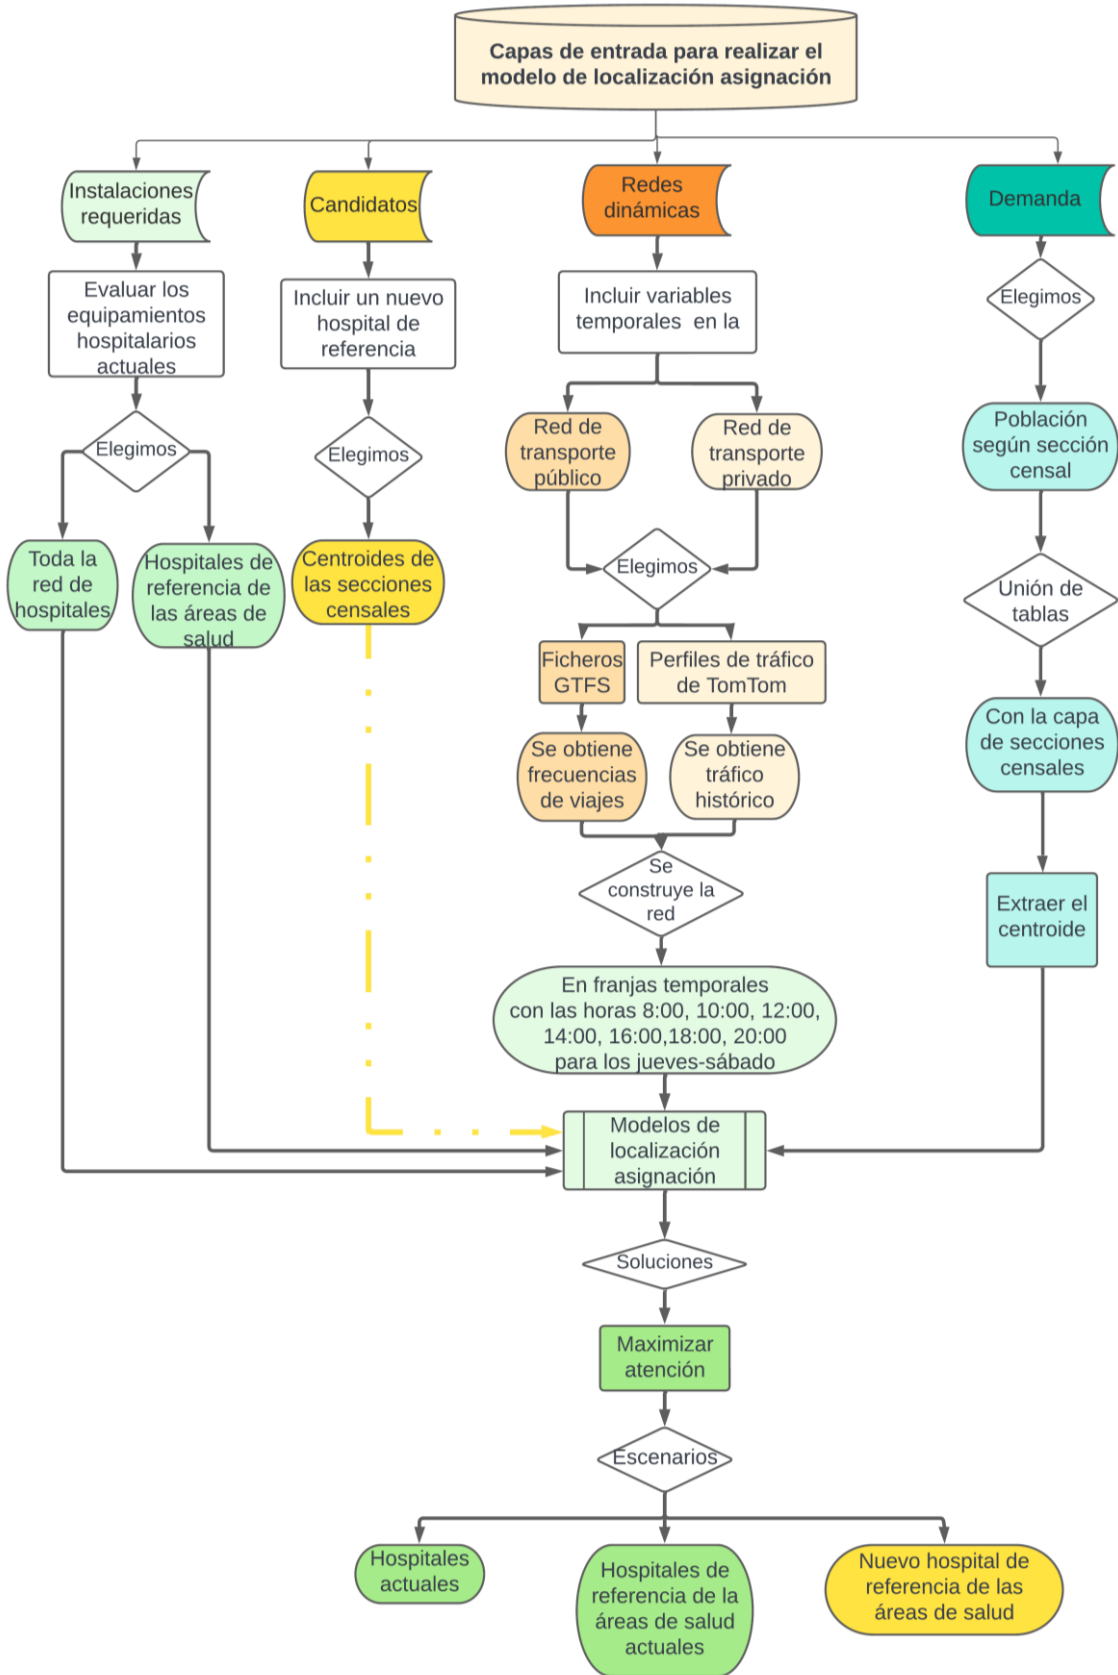 Capas de entrada para realizar el
modelo de localización asignación
Instalaciones
requeridas
Candidatos
Redes
dinámicas
Demanda
Evaluar los
equipamientos
hospitalarios
actuales
Incluir un nuevo
hospital de
referencia
Incluir variables
temporales en la
Elegimos
Red de
transporte
público
Red de
transporte
privado
Población
según sección
censal
Elegimos
Elegimos
Toda la
red de
hospitales
Hospitales de
referencia de
las áreas de
salud
Centroides de
las secciones
censales
Elegimos
Unión de
tablas
Ficheros
GTFS
Perfiles de tráfico
de TomTom
Con la capa
de secciones
censales
Se obtiene
frecuencias
de viajes
Se obtiene
tráfico
histórico
Se
construye la
red
Extraer el
centroide
En franjas temporales
con las horas 8:00, 10:00, 12:00,
14:00, 16:00,18:00, 20:00
para los jueves-sábado
Modelos de
localización
asignación
Soluciones
Maximizar
atención
Escenarios
Hospitales
actuales
Hospitales de
referencia de la
áreas de salud
actuales
Nuevo hospital de
referencia de las
áreas de salud